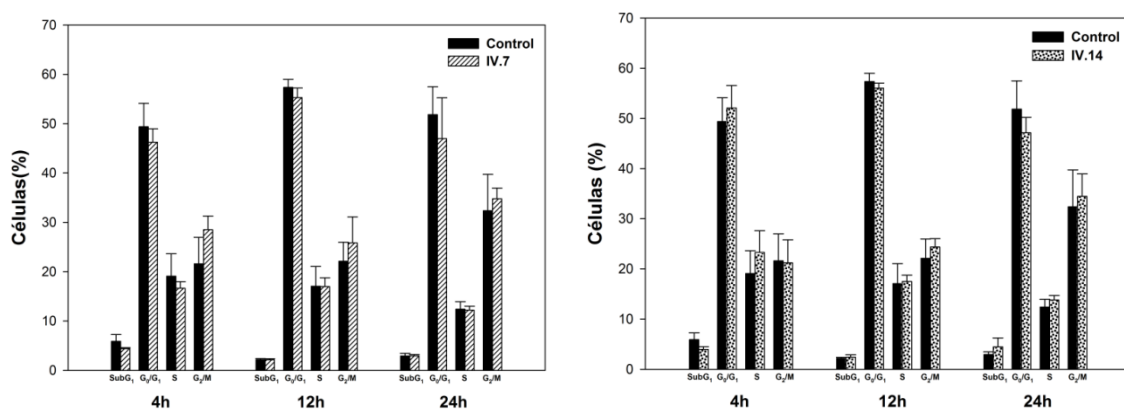 70
60
50
40
30
20
10
0
Células(%)
Control
IV.7
SubG₁ G₀/G₁ S G₂/M SubG₁ G₀/G₁ S G₂/M SubG₁ G₀/G₁ S G₂/M
4h 12h 24h
70
60
50
40
30
20
10
0
Células (%)
Control
IV.14
SubG₁ G₀/G₁ S G₂/M SubG₁ G₀/G₁ S G₂/M SubG₁ G₀/G₁ S G₂/M
4h 12h 24h